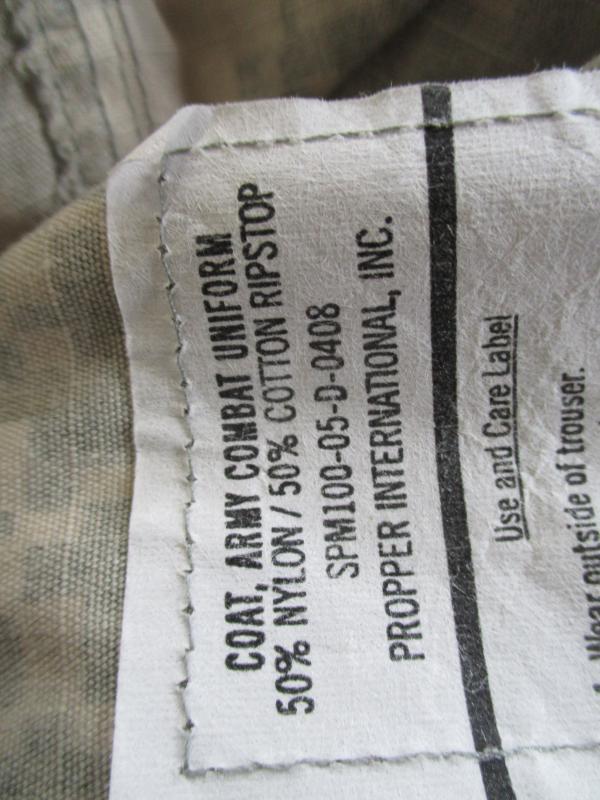 COAT, ARMY COMBAT UNIFORM
50% NYLON / 50% COTTON RIPSTOP
SPM100-05-D-0408
PROPPER INTERNATIONAL, INC.
Use and Care Label
Wear outside of trouser.